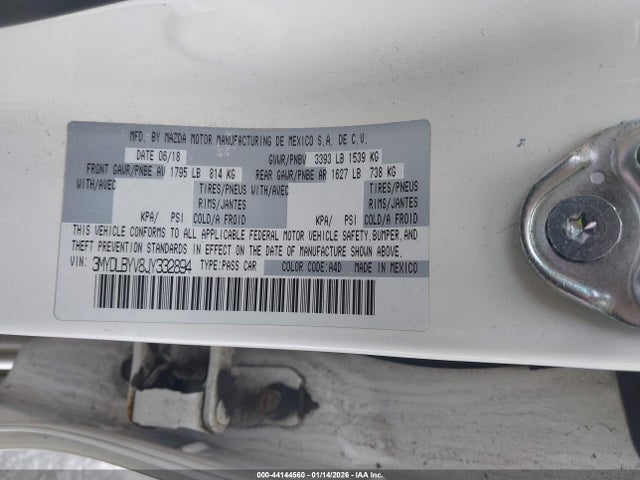 MFD. BY MAZDA MOTOR MANUFACTURING DE MEXICO S.A. DE C.V.
DATE 06/18 GVWR/PNBV 3393 LB 1539 KG
FRONT GAWR/PNBE AV 1795 LB 814 KG REAR GAWR/PNBE AR 1627 LB 738 KG
WITH/AVEC TIRES/PNEUS WITH/AVEC TIRES/PNEUS
RIMS/JANTES RIMS/JANTES
KPA/ PSI COLD/A FROID KPA/ PSI COLD/A FROID
THIS VEHICLE CONFORMS TO ALL APPLICABLE FEDERAL MOTOR VEHICLE SAFETY, BUMPER, AND
THEFT PREVENTION STANDARDS IN EFFECT ON THE DATE OF MANUFACTURE SHOWN ABOVE.
VIN: 3MYDLBYV8JY332894 TYPE: PASS CAR COLOR CODE: A4D MADE IN MEXICO
000-44144560 - 01/14/2026 - IAAI.COM